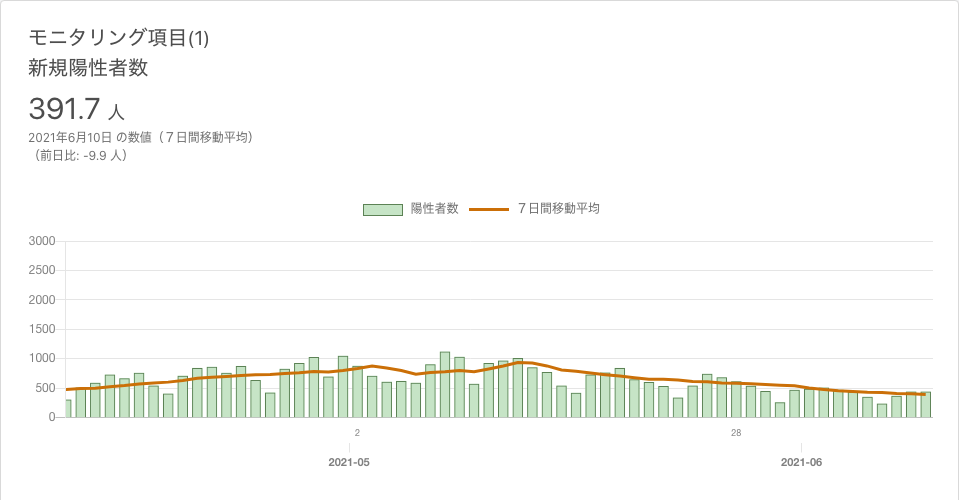 モニタリング項目(1)
新規陽性者数
391.7 人
2021年6月10日 の数値（７日間移動平均）
（前日比: -9.9 人）
陽性者数 ７日間移動平均
3000
2500
2000
1500
1000
500
0
2 28
2021-05 2021-06